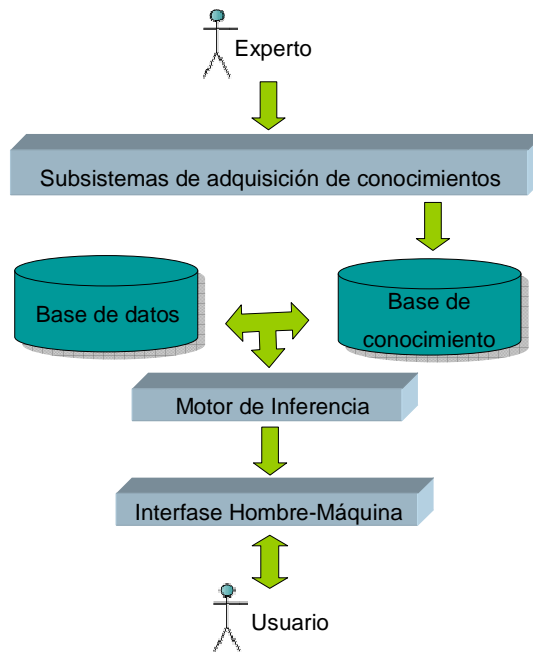 Experto
Subsistemas de adquisición de conocimientos
Base de datos
Base de
conocimiento
Motor de Inferencia
Interfase Hombre-Máquina
Usuario